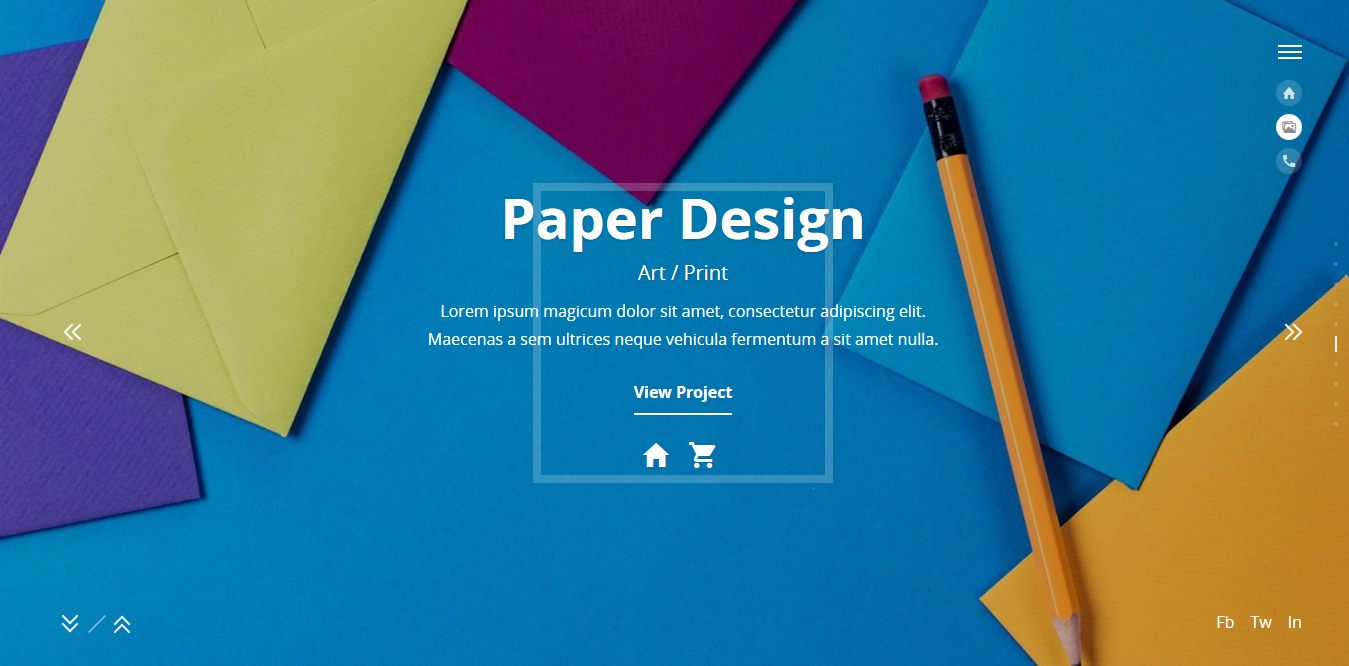 Paper Design
Art / Print
Lorem ipsum magicum dolor sit amet, consectetur adipiscing elit.
Maecenas a sem ultrices neque vehicula fermentum a sit amet nulla.
View Project
Fb Tw In